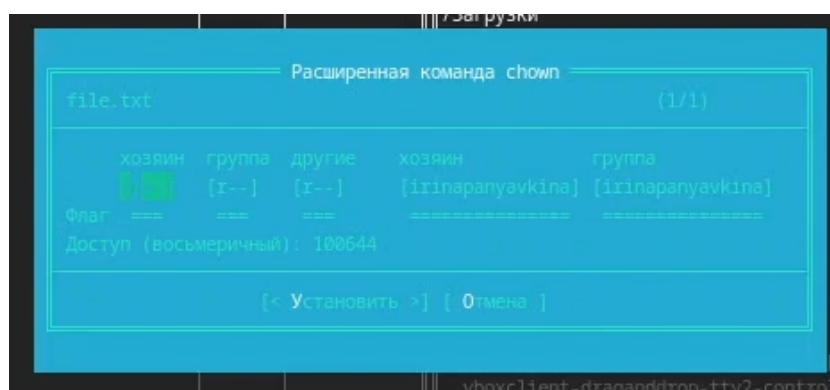 /Загрузки
Расширенная команда chown
file.txt (1/1)
хозяин группа другие хозяин группа
[r--] [r--] [irinapanyavkina] [irinapanyavkina]
Флаг === === === =============== ===============
Доступ (восьмеричный): 100644
[< Установить >] [ Отмена ]
vboxclient-draganddrop-tty2-contro